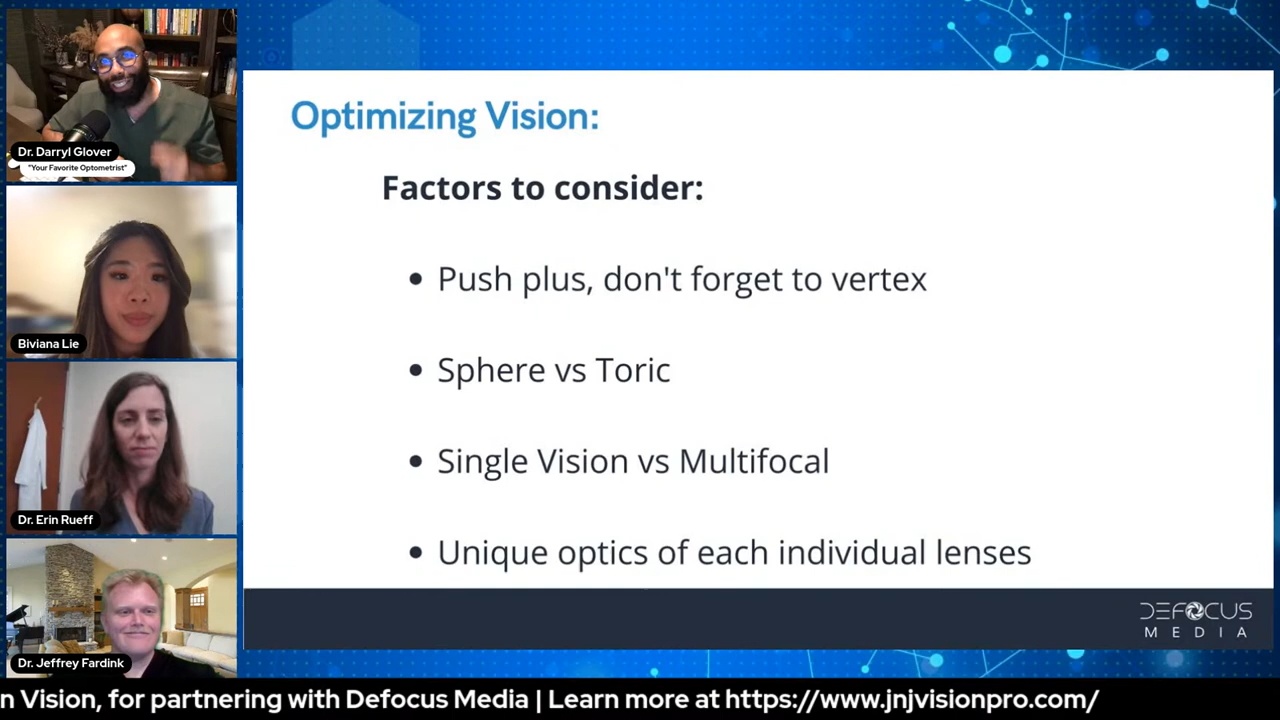 Dr. Darryl Glover
"Your Favorite Optometrist"
Biviana Lie
Dr. Erin Rueff
Dr. Jeffrey Fardink
Optimizing Vision:
Factors to consider:
• Push plus, don't forget to vertex
• Sphere vs Toric
• Single Vision vs Multifocal
• Unique optics of each individual lenses
DEFOCUS
MEDIA
n Vision, for partnering with Defocus Media | Learn more at https://www.jnjvisionpro.com/